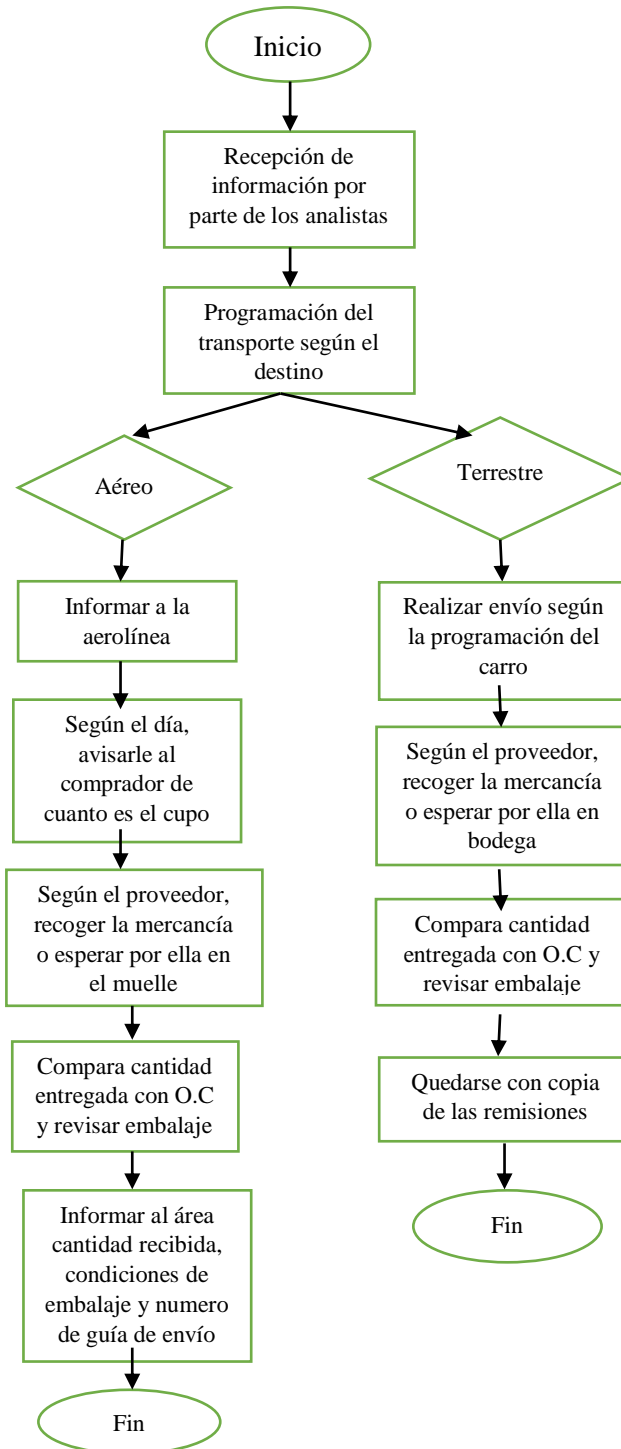 Inicio
Recepción de
información por
parte de los analistas
Programación del
transporte según el
destino
Aéreo
Informar a la
aerolínea
Según el día,
avisarle al
comprador de
cuanto es el cupo
Según el proveedor,
recoger la mercancía
o esperar por ella en
el muelle
Compara cantidad
entregada con O.C
y revisar embalaje
Informar al área
cantidad recibida,
condiciones de
embalaje y numero
de guía de envío
Fin
Terrestre
Realizar envío según
la programación del
carro
Según el proveedor,
recoger la mercancía
o esperar por ella en
bodega
Compara cantidad
entregada con O.C y
revisar embalaje
Quedarse con copia
de las remisiones
Fin